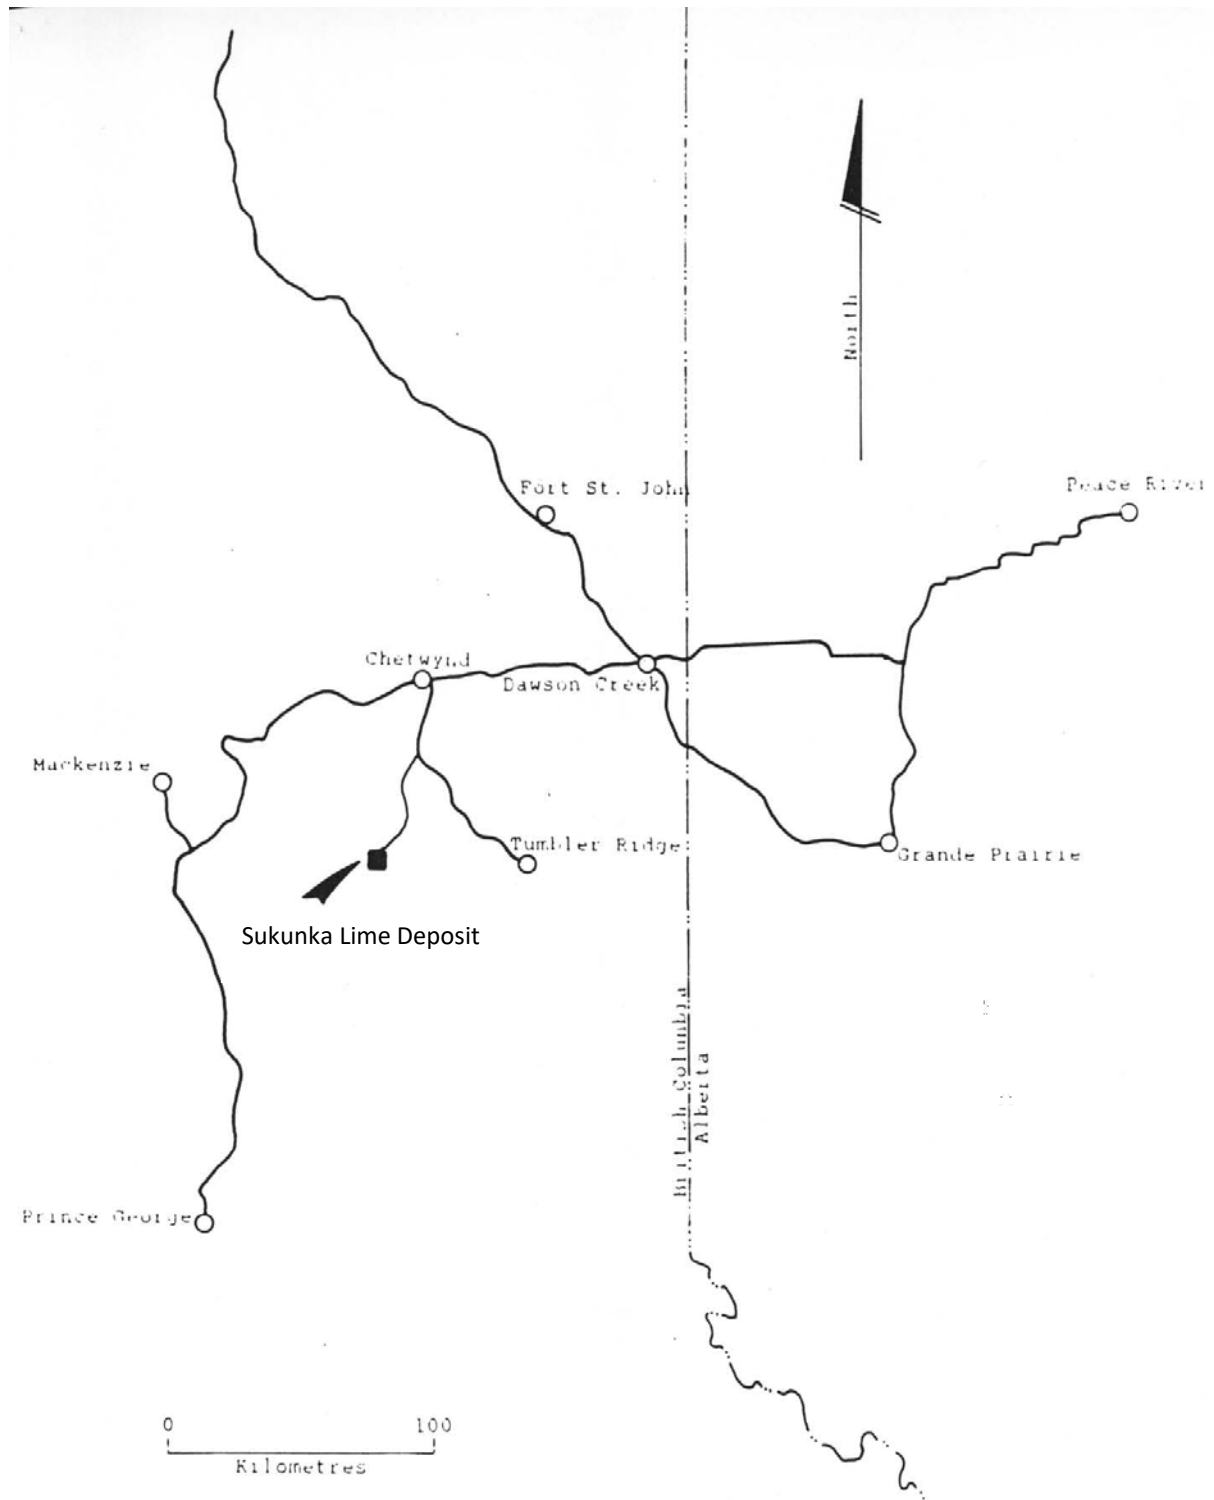 North
Fort St. John
Peace River
Chetwynd
Dawson Creek
Mackenzie
Tumbler Ridge
Grande Prairie
Sukunka Lime Deposit
British Columbia
Alberta
Prince George
0 100
Kilometres